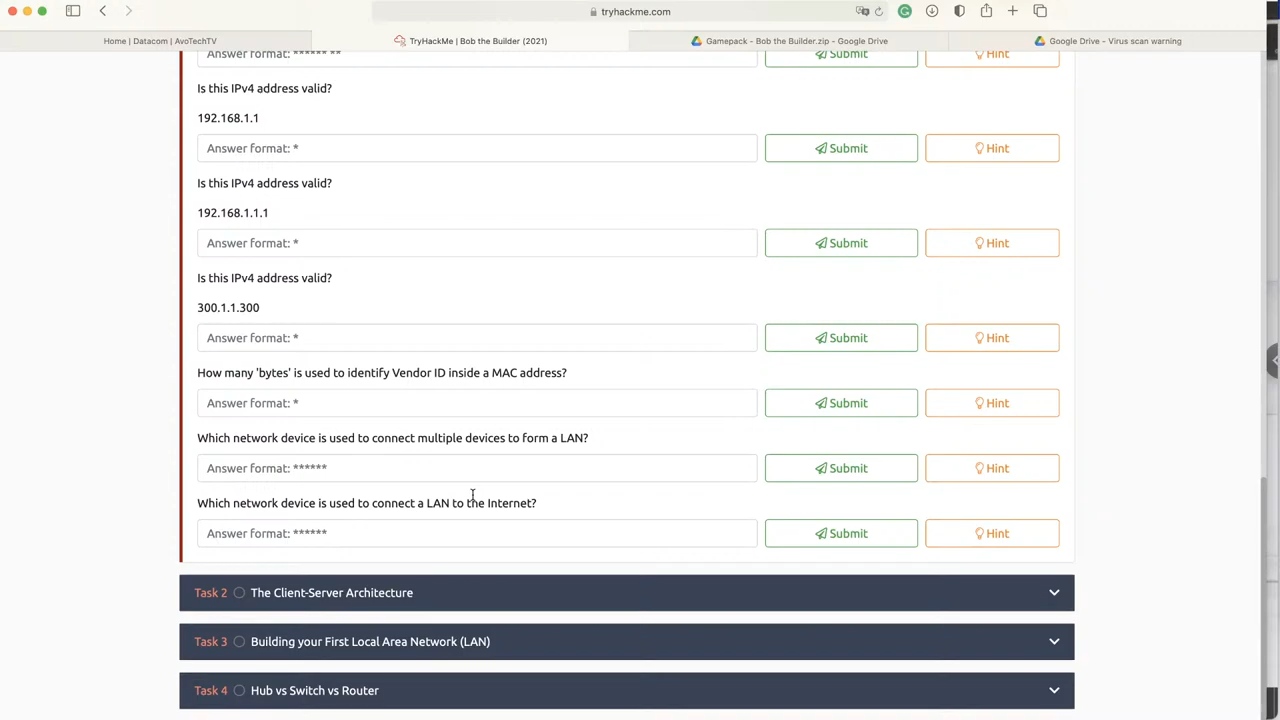 tryhackme.com
Home | Datacom | AvoTechTV
TryHackMe | Bob the Builder (2021)
Gamepack - Bob the Builder.zip - Google Drive
Google Drive - Virus scan warning
Answer format: ****** ** Submit Hint
Is this IPv4 address valid?
192.168.1.1
Answer format: * Submit Hint
Is this IPv4 address valid?
192.168.1.1.1
Answer format: * Submit Hint
Is this IPv4 address valid?
300.1.1.300
Answer format: * Submit Hint
How many 'bytes' is used to identify Vendor ID inside a MAC address?
Answer format: * Submit Hint
Which network device is used to connect multiple devices to form a LAN?
Answer format: ****** Submit Hint
Which network device is used to connect a LAN to the Internet?
Answer format: ****** Submit Hint
Task 2 The Client-Server Architecture
Task 3 Building your First Local Area Network (LAN)
Task 4 Hub vs Switch vs Router